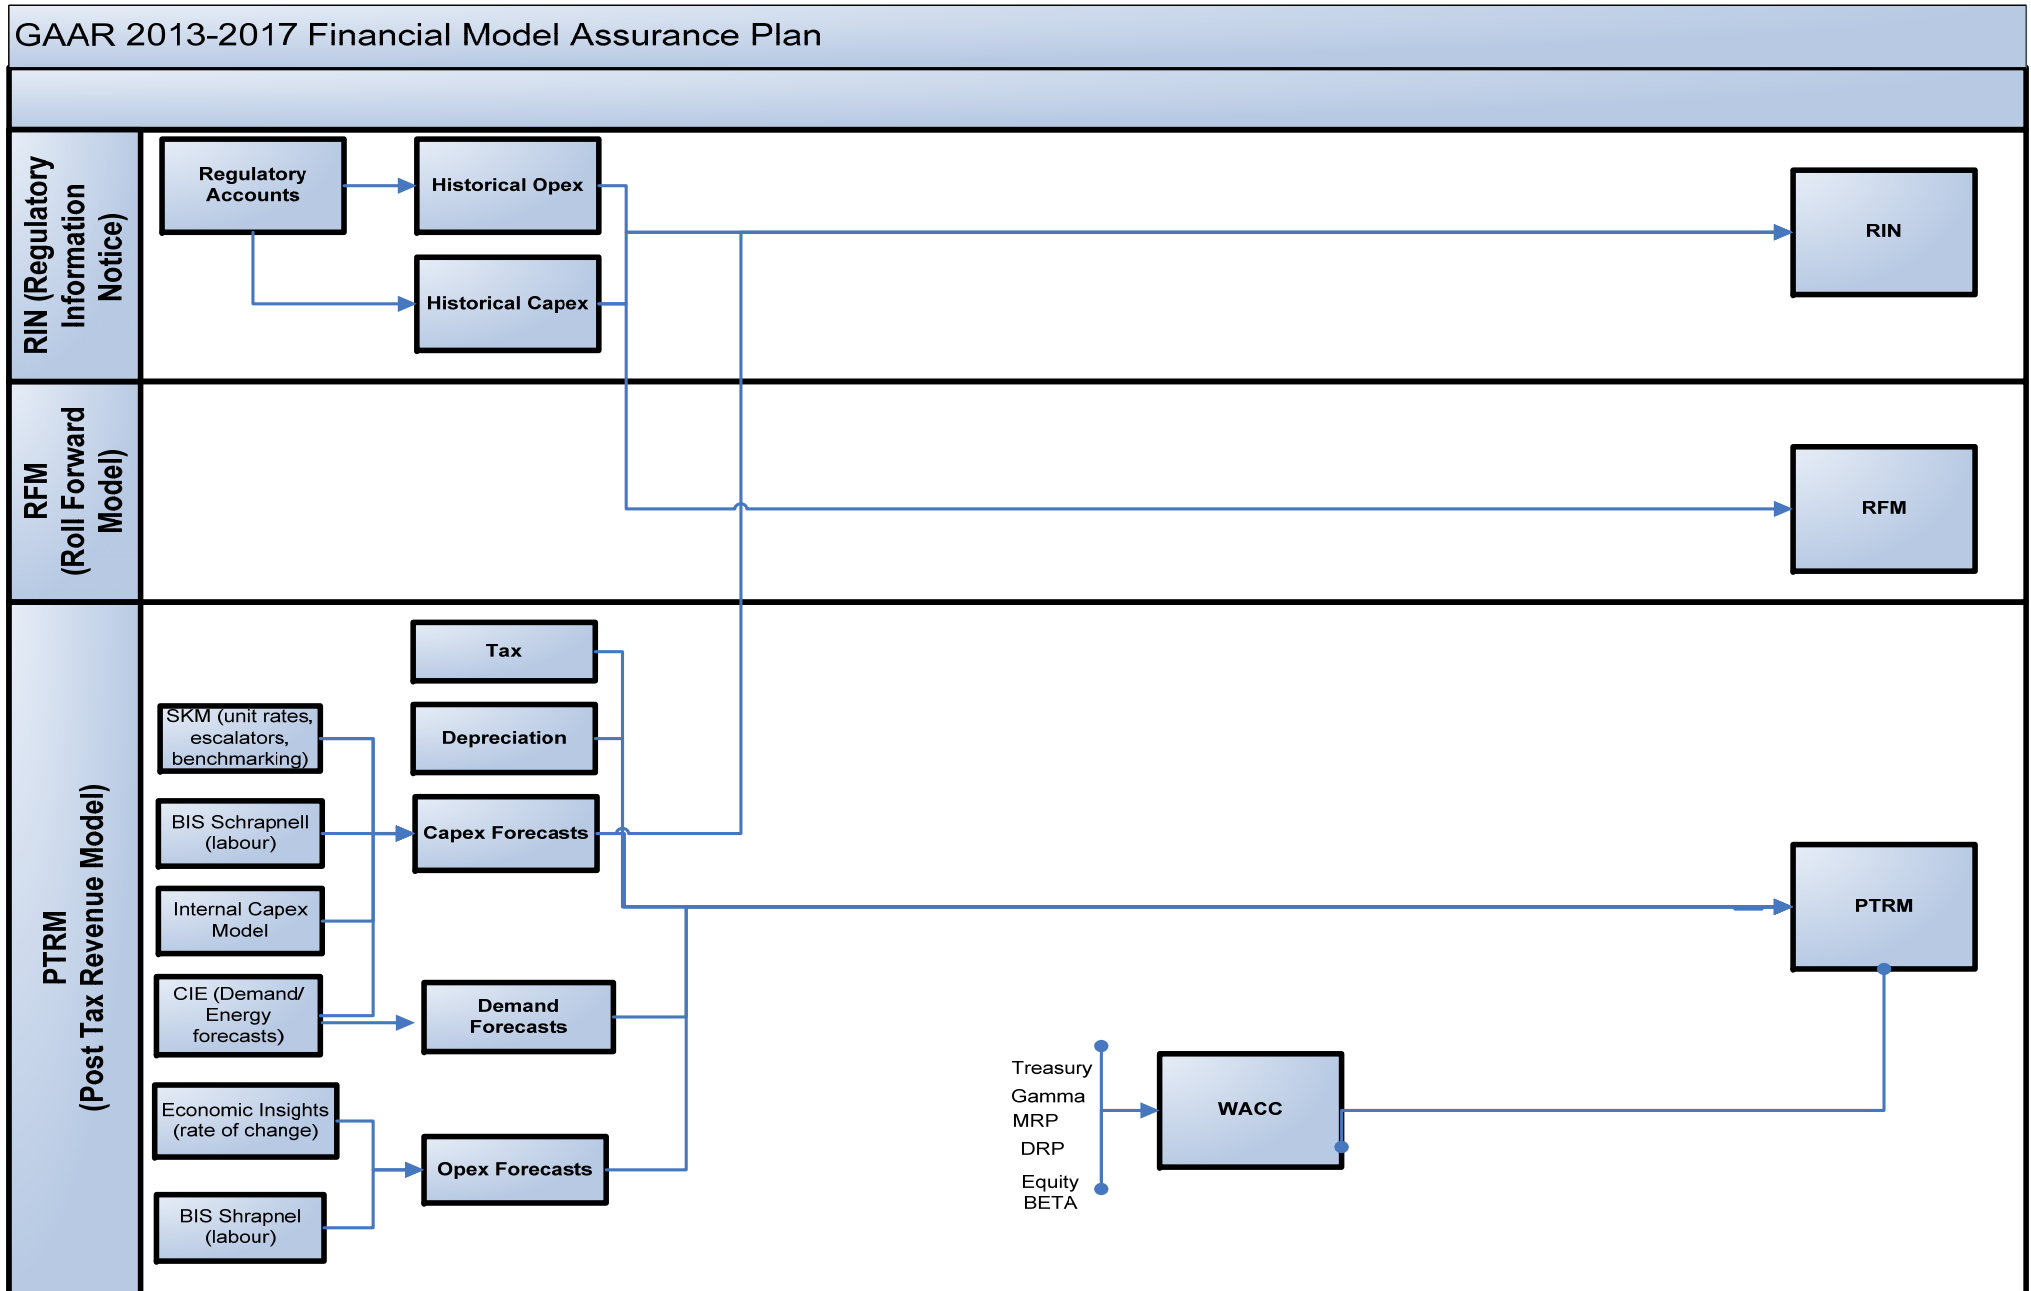 GAAR 2013-2017 Financial Model Assurance Plan
RIN (Regulatory
Information
Notice)
Regulatory
Accounts
Historical Opex
Historical Capex
RIN
RFM
(Roll Forward
Model)
RFM
PTRM
(Post Tax Revenue Model)
Tax
SKM (unit rates,
escalators,
benchmarking)
Depreciation
BIS Schrapnell
(labour)
Capex Forecasts
Internal Capex
Model
PTRM
CIE (Demand/
Energy
forecasts)
Demand
Forecasts
Treasury
Gamma
MRP
DRP
Equity
BETA
WACC
Economic Insights
(rate of change)
Opex Forecasts
BIS Shrapnel
(labour)